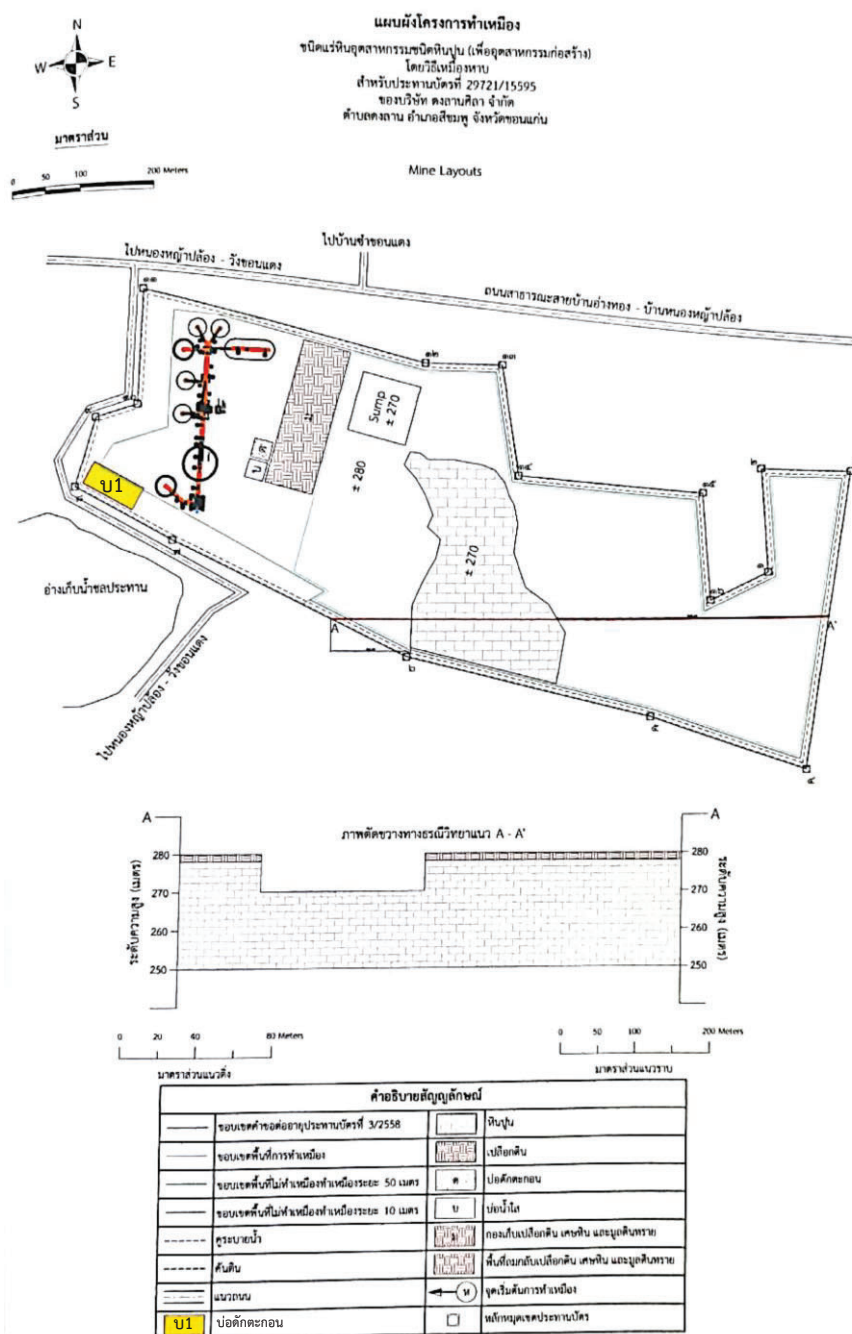 แผนผังโครงการทำเหมือง
ชนิดแร่หินอุตสาหกรรมชนิดหินปูน (เพื่ออุตสาหกรรมก่อสร้าง)
โดยวิธีเหมืองหาบ
สำหรับประทานบัตรที่ 29721/15595
ของบริษัท ดงลานศิลา จำกัด
ตำบลดงลาน อำเภอสีชมพู จังหวัดขอนแก่น
N
W E
S
มาตราส่วน
0 50 100 200 Meters
Mine Layouts
ไปหนองหญ้าปล้อง - วังขอนแดง
ไปบ้านซำขอนแดง
ถนนสาธารณะสายบ้านอ่างทอง - บ้านหนองหญ้าปล้อง
๑๒
๑๓
Sump
± 270
๑๔
๑๕
๒
บ ด
± 280
± 270
บ1
๑๖
๑
อ่างเก็บน้ำชลประทาน
A
A'
ไปหนองหญ้าปล้อง - วังขอนแดง
๕
๔
A
A
ภาพตัดขวางทางธรณีวิทยาแนว A - A'
ระดับความสูง (เมตร)
280
270
260
250
280
270
260
250
ระดับความสูง (เมตร)
0 20 40 80 Meters
มาตราส่วนแนวดิ่ง
0 50 100 200 Meters
มาตราส่วนแนวราบ
คำอธิบายสัญญลักษณ์
ขอบเขตคำขอต่ออายุประทานบัตรที่ 3/2558
หินปูน
ขอบเขตพื้นที่การทำเหมือง
เปลือกดิน
ขอบเขตพื้นที่ไม่ทำเหมืองทำเหมืองระยะ 50 เมตร
ด
บ่อดักตะกอน
ขอบเขตพื้นที่ไม่ทำเหมืองทำเหมืองระยะ 10 เมตร
บ
บ่อน้ำใส
คูระบายน้ำ
กองเก็บเปลือกดิน เศษหิน และมูลดินทราย
คันดิน
พื้นที่ถมกลับเปลือกดิน เศษหิน และมูลดินทราย
แนวถนน
ห
จุดเริ่มต้นการทำเหมือง
บ1
บ่อดักตะกอน
หลักหมุดเขตประทานบัตร